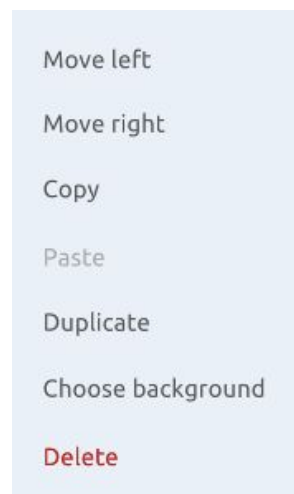 Move left
Move right
Copy
Paste
Duplicate
Choose background
Delete